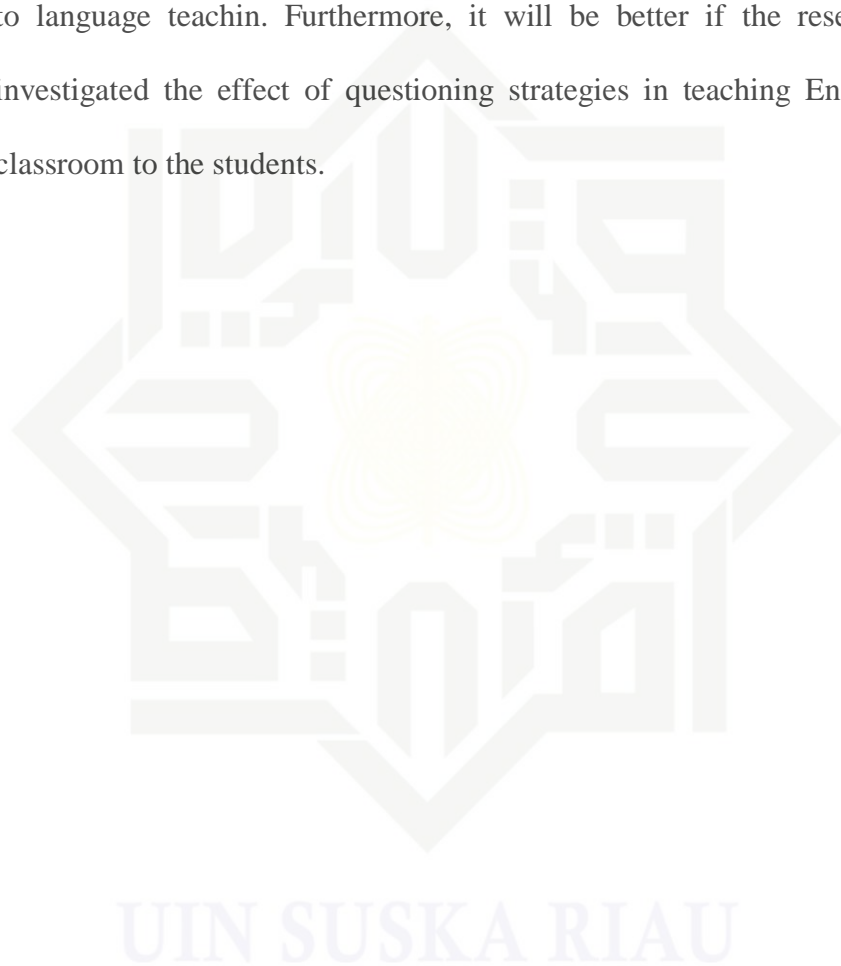 to language teachin. Furthermore, it will be better if the rese
investigated the effect of questioning strategies in teaching En
classroom to the students.
UIN SUSKA RIAU